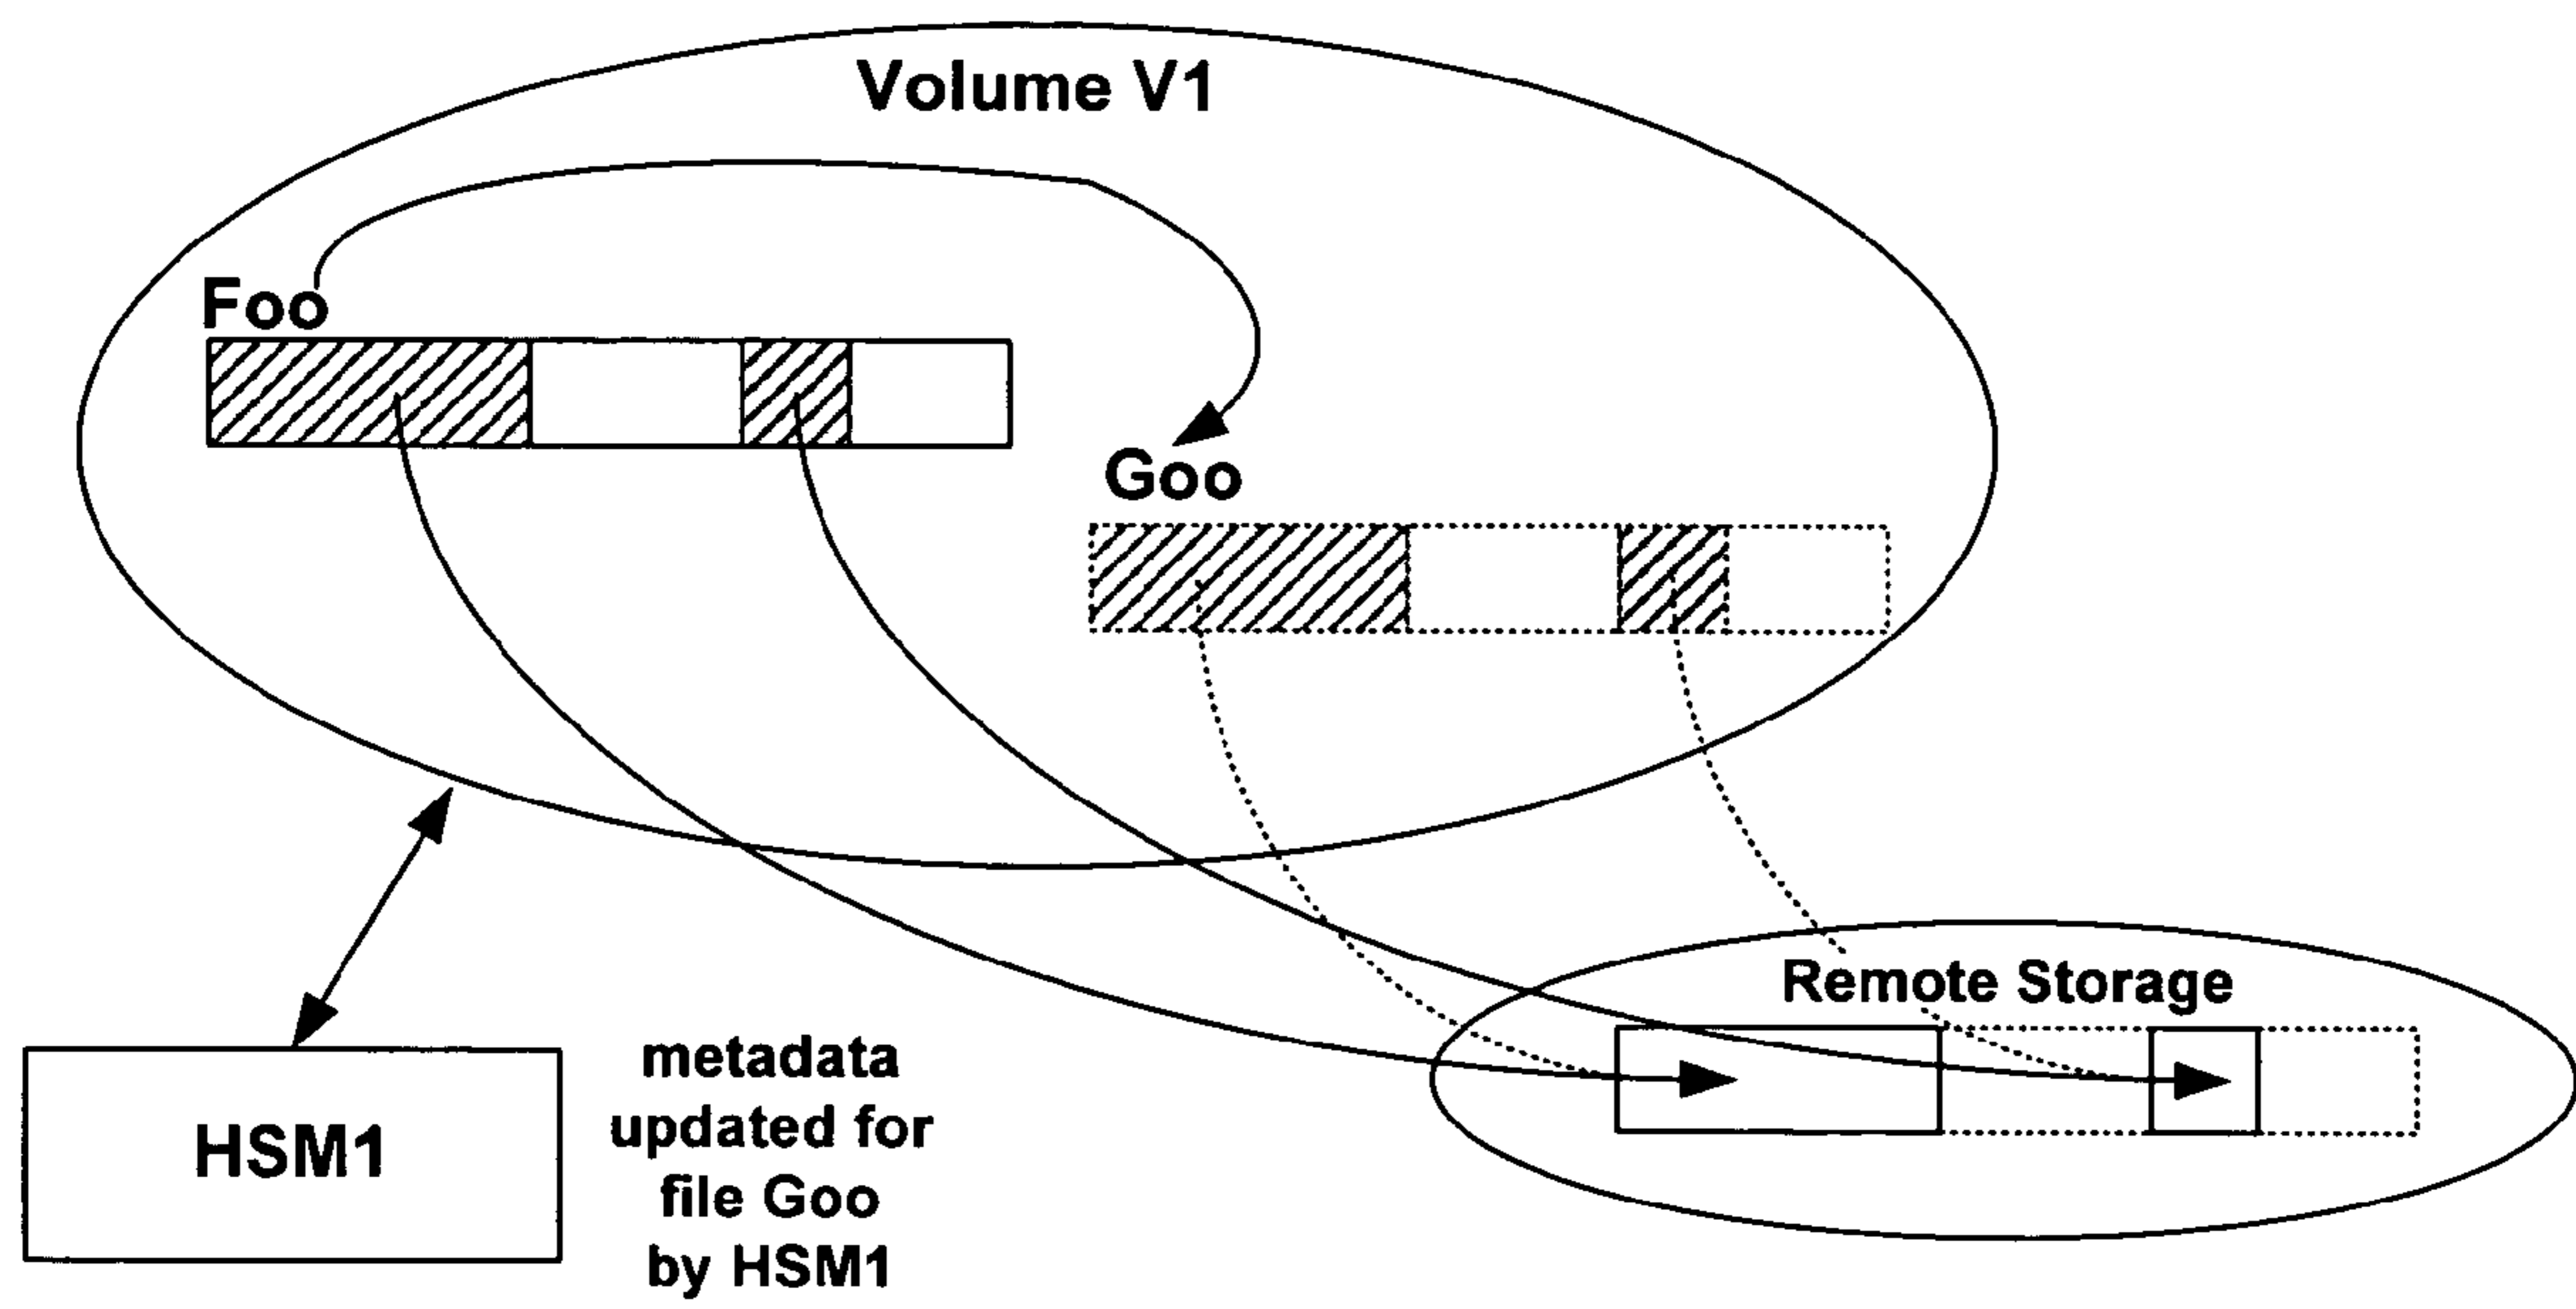 Volume V1
Foo
Goo
Remote Storage
HSM1
metadata
updated for
file Goo
by HSM1